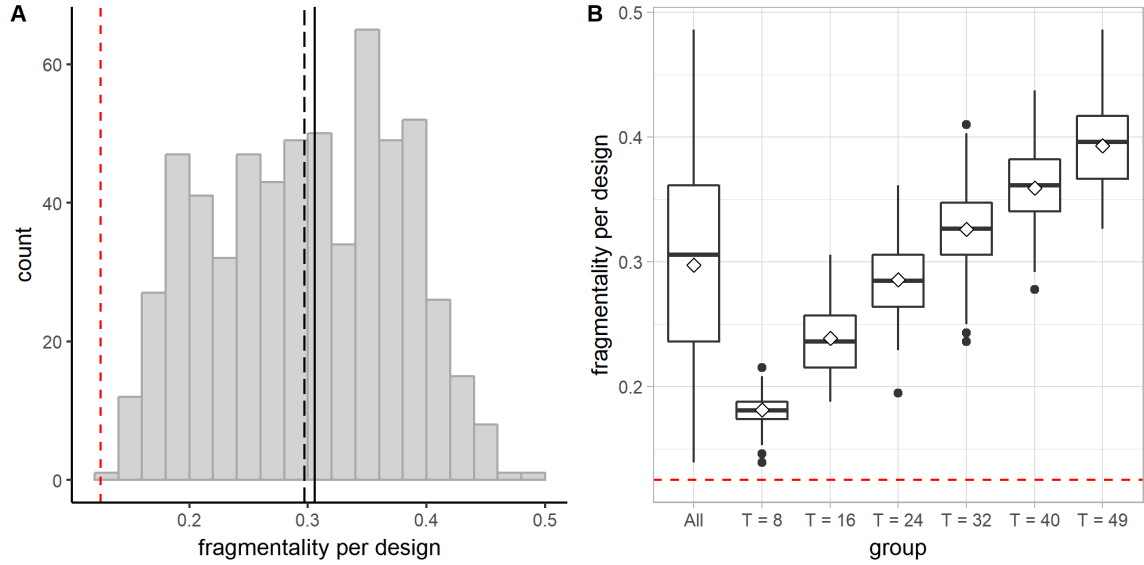 A
count
60
40
20
0
0.2 0.3 0.4 0.5
fragmentality per design
B
fragmentality per design
0.5
0.4
0.3
0.2
All T = 8 T = 16 T = 24 T = 32 T = 40 T = 49
group